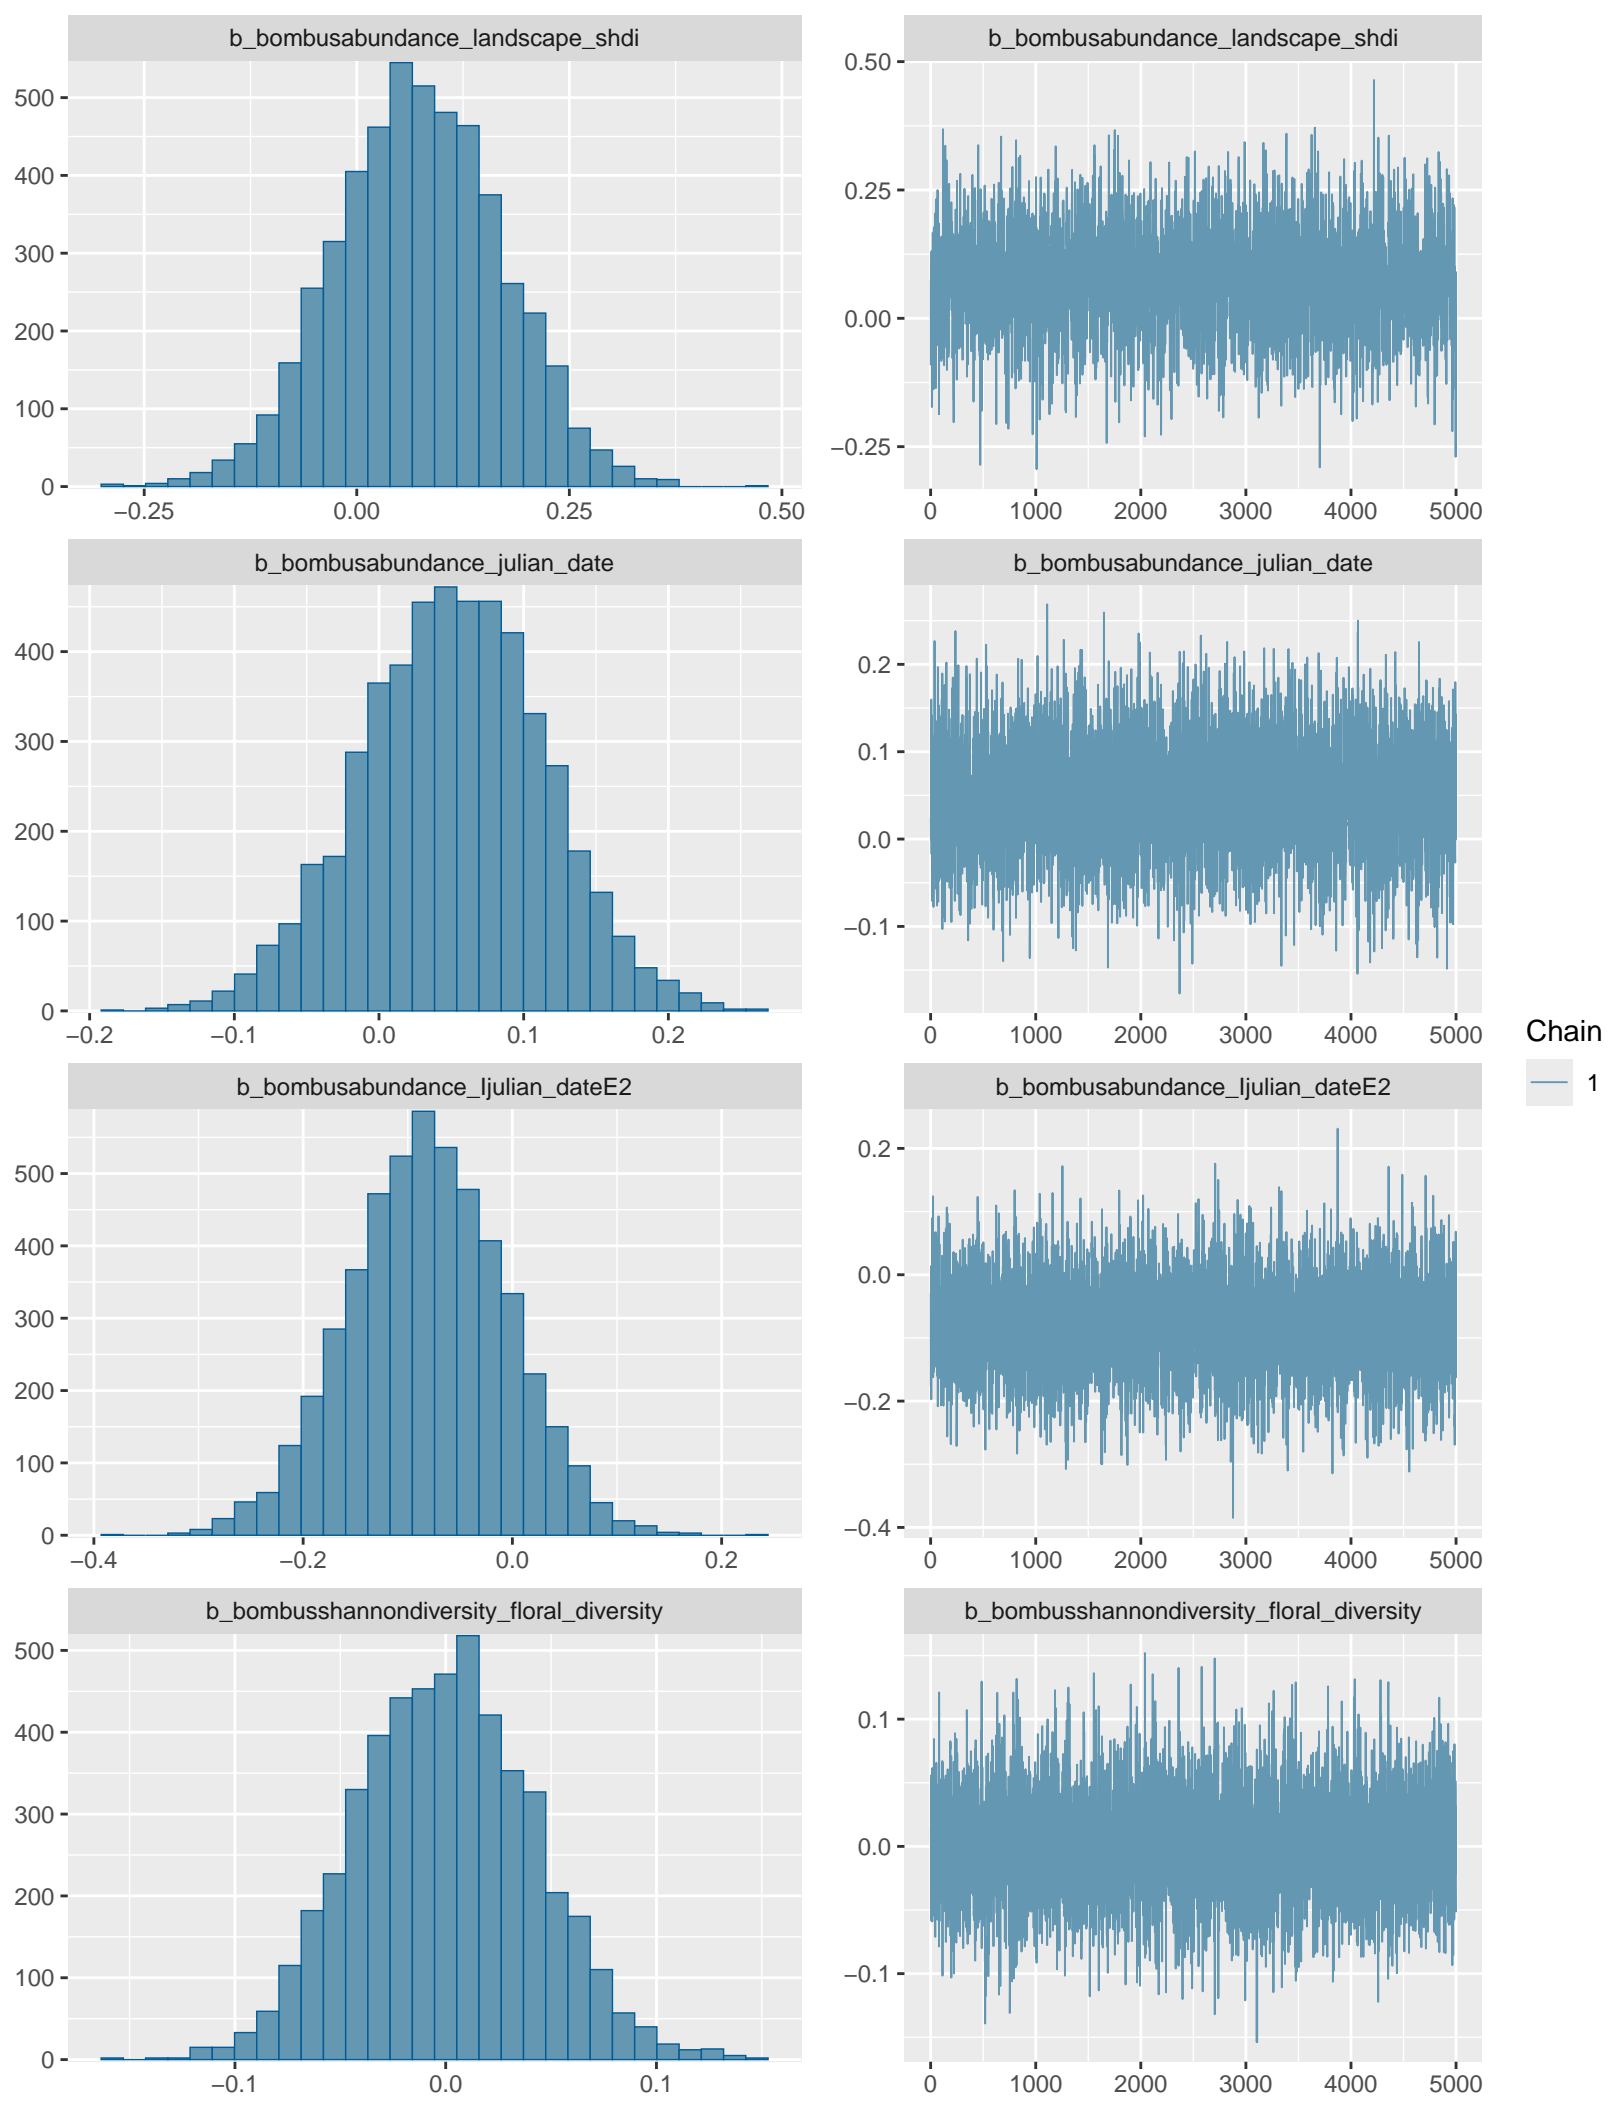 b_bombusabundance_landscape_shdi
b_bombusabundance_landscape_shdi
500
400
300
200
100
0
−0.25 0.00 0.25 0.50
0.50
0.25
0.00
−0.25
0 1000 2000 3000 4000 5000
b_bombusabundance_julian_date
b_bombusabundance_julian_date
400
300
200
100
0
−0.2 −0.1 0.0 0.1 0.2
0.2
0.1
0.0
−0.1
0 1000 2000 3000 4000 5000
Chain
1
b_bombusabundance_Ijulian_dateE2
b_bombusabundance_Ijulian_dateE2
500
400
300
200
100
0
−0.4 −0.2 0.0 0.2
0.2
0.0
−0.2
−0.4
0 1000 2000 3000 4000 5000
b_bombusshannondiversity_floral_diversity
b_bombusshannondiversity_floral_diversity
500
400
300
200
100
0
−0.1 0.0 0.1
0.1
0.0
−0.1
0 1000 2000 3000 4000 5000